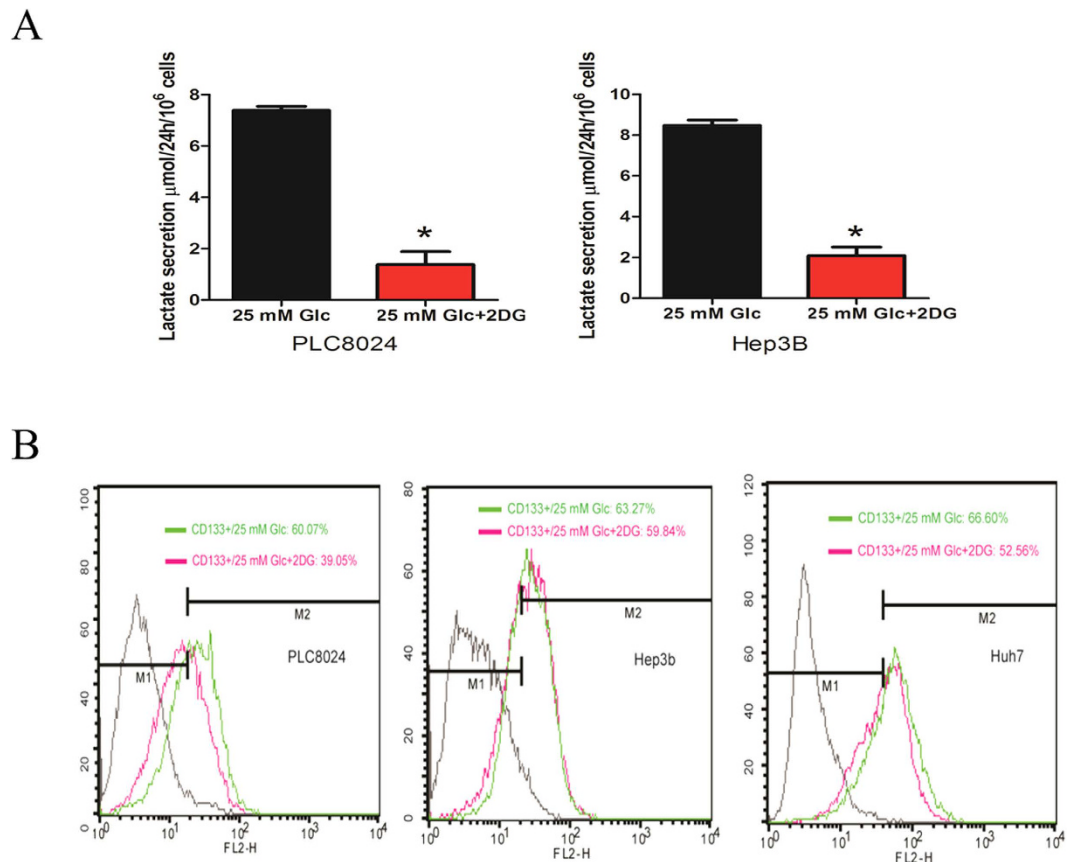 A
Lactate secretion μmol/24h/10⁶ cells
8
6
4
2
0
*
25 mM Glc 25 mM Glc+2DG
PLC8024
Lactate secretion μmol/24h/10⁶ cells
10
8
6
4
2
0
*
25 mM Glc 25 mM Glc+2DG
Hep3B
B
100
80
60
40
20
0
CD133+/25 mM Glc: 60.07%
CD133+/25 mM Glc+2DG: 39.05%
M2
PLC8024
M1
10⁰ 10¹ 10² 10³ 10⁴
FL2-H
80
60
40
20
0
CD133+/25 mM Glc: 63.27%
CD133+/25 mM Glc+2DG: 59.84%
M2
Hep3b
M1
10⁰ 10¹ 10² 10³ 10⁴
FL2-H
120
100
80
60
40
20
0
CD133+/25 mM Glc: 66.60%
CD133+/25 mM Glc+2DG: 52.56%
M2
Huh7
M1
10⁰ 10¹ 10² 10³ 10⁴
FL2-H